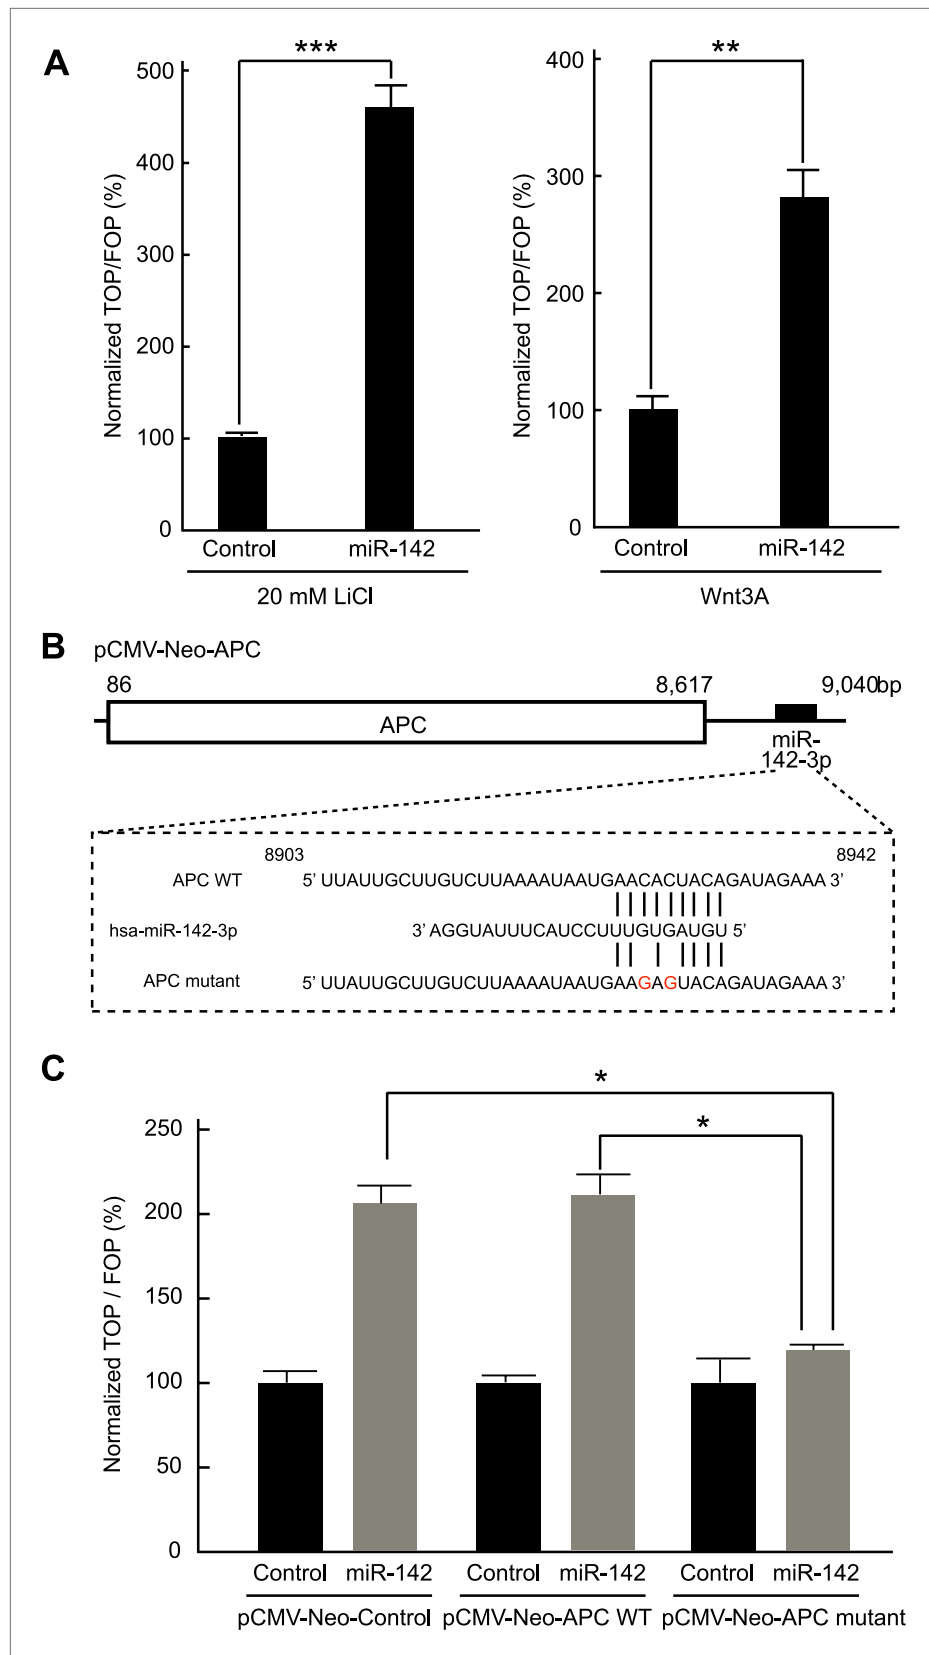 A
Normalized TOP/FOP (%)
500
400
300
200
100
0
***
Control miR-142
20 mM LiCl
Normalized TOP/FOP (%)
400
300
200
100
0
**
Control miR-142
Wnt3A
B
pCMV-Neo-APC
86 8,617 9,040bp
APC
miR-
142-3p
8903 8942
APC WT 5’ UUAUUGCUUGUCUUAAAAUAAUGAACACUACAGAUAGAAA 3’
hsa-miR-142-3p 3’ AGGUAUUUCAUCCUUUGUGAUGU 5’
APC mutant 5’ UUAUUGCUUGUCUUAAAAUAAUGAAGAGUACAGAUAGAAA 3’
C
Normalized TOP / FOP (%)
250
200
150
100
50
0
*
*
Control miR-142 Control miR-142 Control miR-142
pCMV-Neo-Control pCMV-Neo-APC WT pCMV-Neo-APC mutant